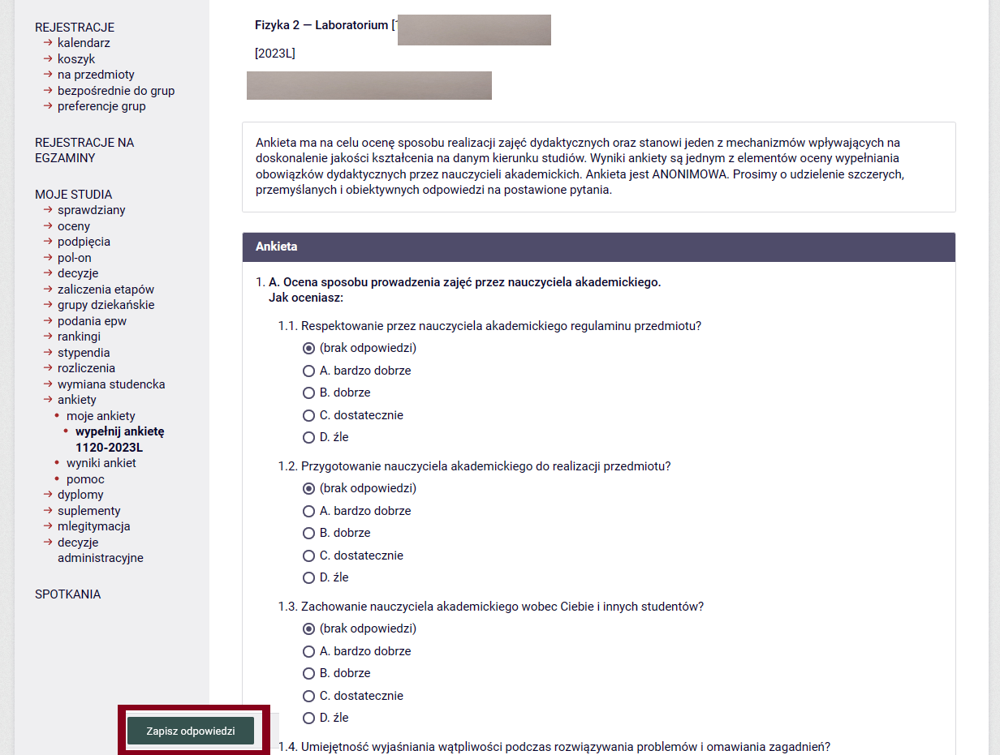 REJESTRACJE
kalendarz
koszyk
na przedmioty
bezpośrednie do grup
preferencje grup
REJESTRACJE NA
EGZAMINY
MOJE STUDIA
sprawdziany
oceny
podpięcia
pol-on
decyzje
zaliczenia etapów
grupy dziekańskie
podania epw
rankingi
stypendia
rozliczenia
wymiana studencka
ankiety
moje ankiety
wypełnij ankietę
1120-2023L
wyniki ankiet
pomoc
dyplomy
suplementy
mlegitymacja
decyzje
administracyjne
SPOTKANIA
Zapisz odpowiedzi
Fizyka 2 — Laboratorium [
[2023L]
Ankieta ma na celu ocenę sposobu realizacji zajęć dydaktycznych oraz stanowi jeden z mechanizmów wpływających na
doskonalenie jakości kształcenia na danym kierunku studiów. Wyniki ankiety są jednym z elementów oceny wypełniania
obowiązków dydaktycznych przez nauczycieli akademickich. Ankieta jest ANONIMOWA. Prosimy o udzielenie szczerych,
przemyślanych i obiektywnych odpowiedzi na postawione pytania.
Ankieta
1. A. Ocena sposobu prowadzenia zajęć przez nauczyciela akademickiego.
Jak oceniasz:
1.1. Respektowanie przez nauczyciela akademickiego regulaminu przedmiotu?
(brak odpowiedzi)
A. bardzo dobrze
B. dobrze
C. dostatecznie
D. źle
1.2. Przygotowanie nauczyciela akademickiego do realizacji przedmiotu?
(brak odpowiedzi)
A. bardzo dobrze
B. dobrze
C. dostatecznie
D. źle
1.3. Zachowanie nauczyciela akademickiego wobec Ciebie i innych studentów?
(brak odpowiedzi)
A. bardzo dobrze
B. dobrze
C. dostatecznie
D. źle
1.4. Umiejętność wyjaśniania wątpliwości podczas rozwiązywania problemów i omawiania zagadnień?